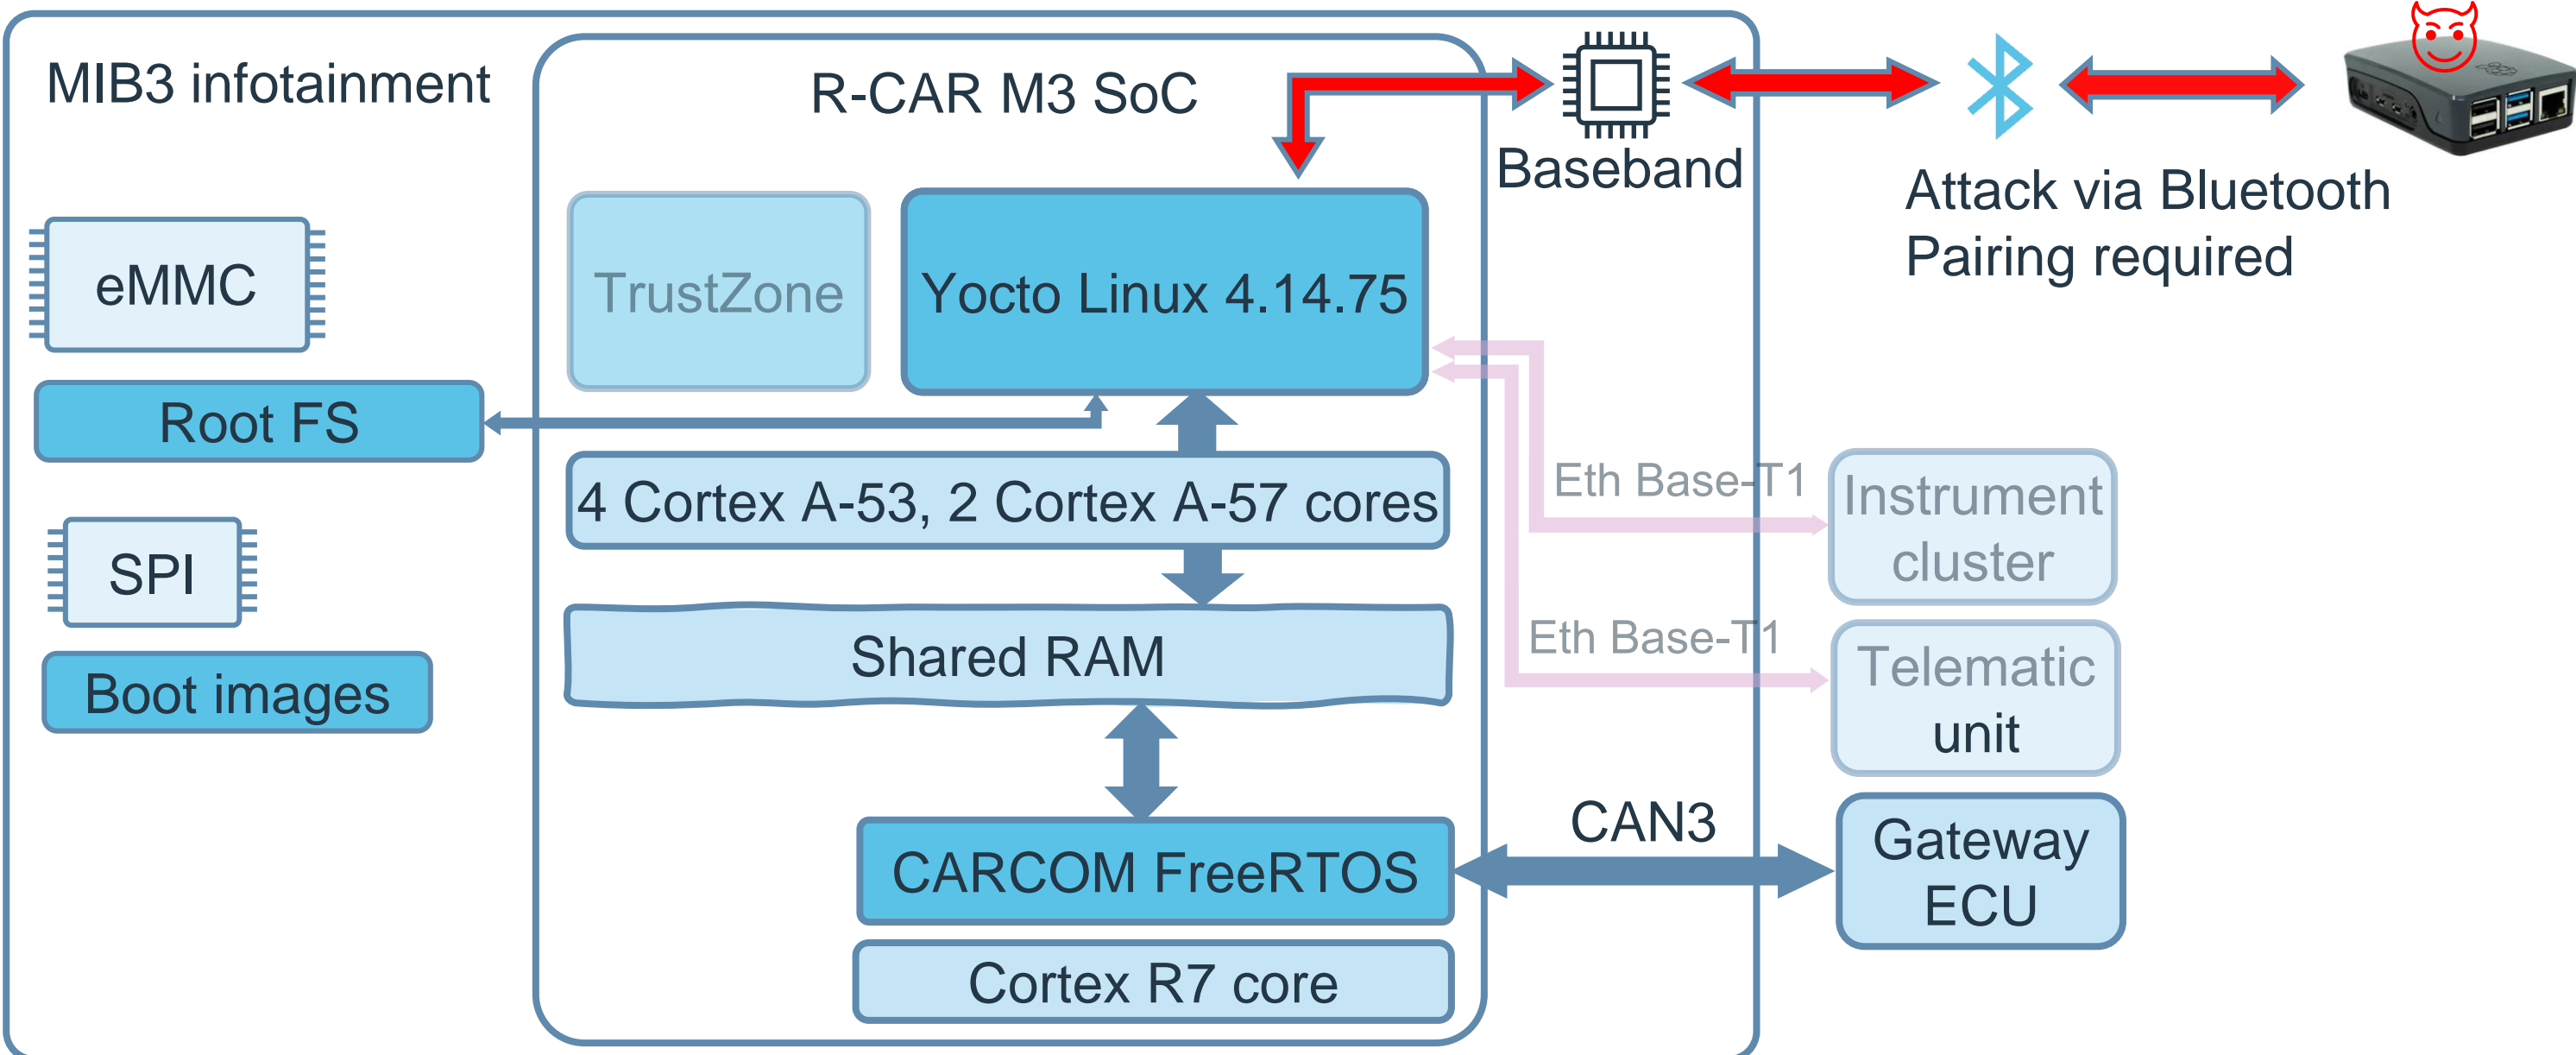 MIB3 infotainment
R-CAR M3 SoC
Baseband
Attack via Bluetooth
Pairing required
eMMC
TrustZone
Yocto Linux 4.14.75
Root FS
4 Cortex A-53, 2 Cortex A-57 cores
Eth Base-T1
Instrument
cluster
SPI
Shared RAM
Eth Base-T1
Telematic
unit
Boot images
CAN3
Gateway
ECU
CARCOM FreeRTOS
Cortex R7 core